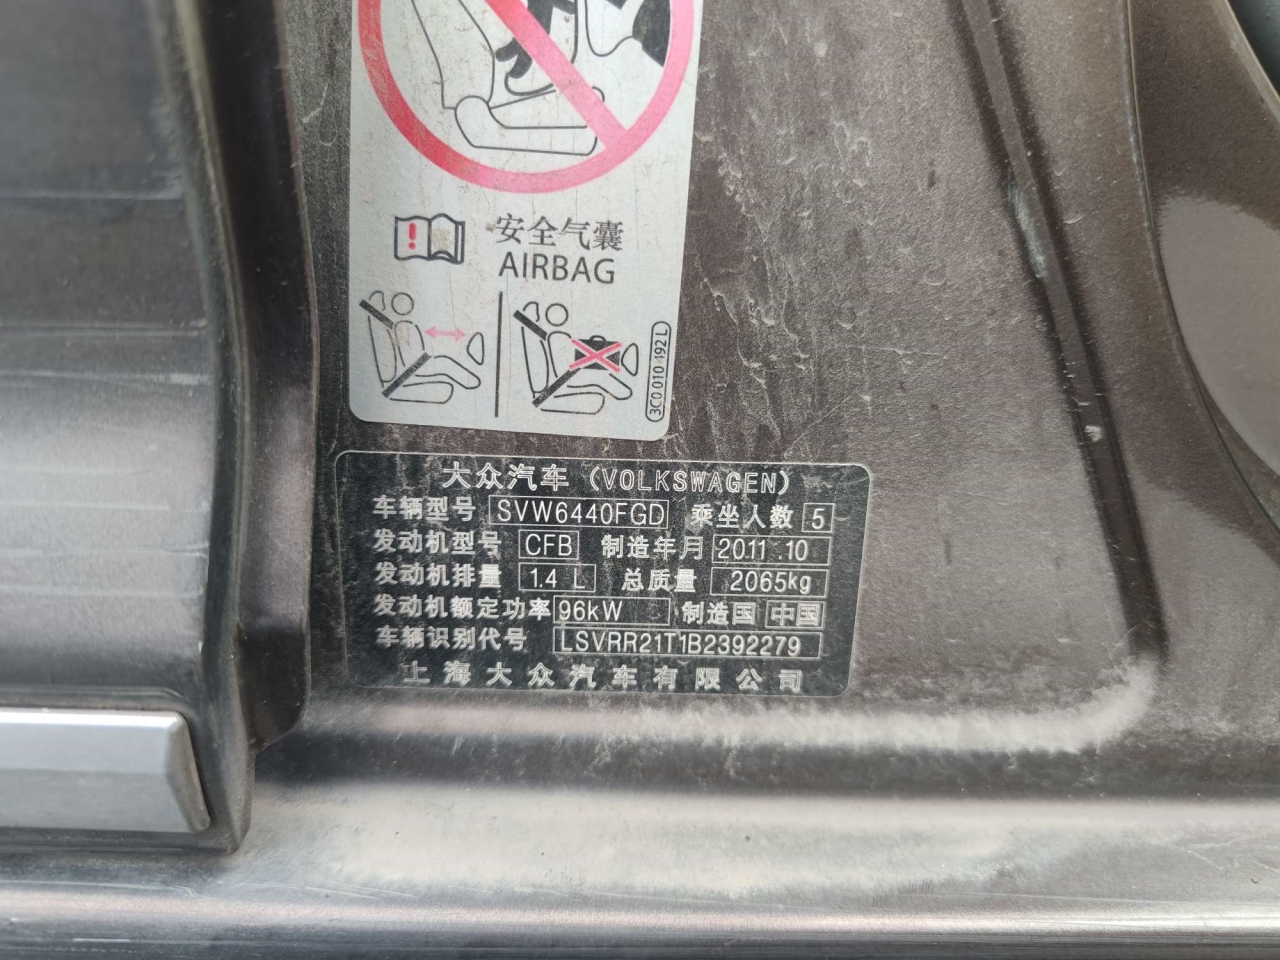 安全气囊
AIRBAG
3C0 010 492 L
大众汽车（VOLKSWAGEN）
车辆型号 SVW6440FGD 乘坐人数 5
发动机型号 CFB 制造年月 2011.10
发动机排量 1.4 L 总质量 2065kg
发动机额定功率 96kW 制造国 中国
车辆识别代号 LSVRR21T1B2392279
上海大众汽车有限公司